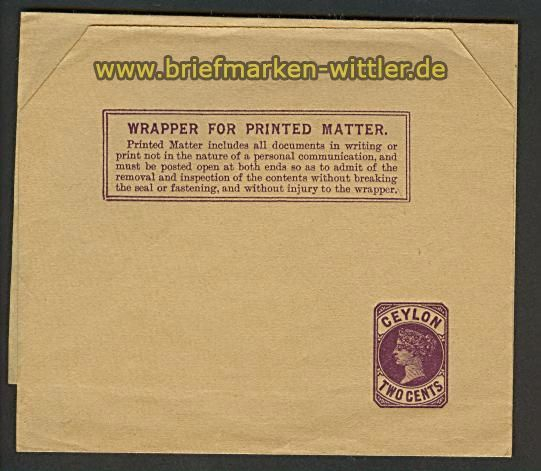 www.briefmarken-wittler.de
WRAPPER FOR PRINTED MATTER.
Printed Matter includes all documents in writing or
print not in the nature of a personal communication, and
must be posted open at both ends so as to admit of the
removal and inspection of the contents without breaking
the seal or fastening, and without injury to the wrapper.
CEYLON
TWO CENTS